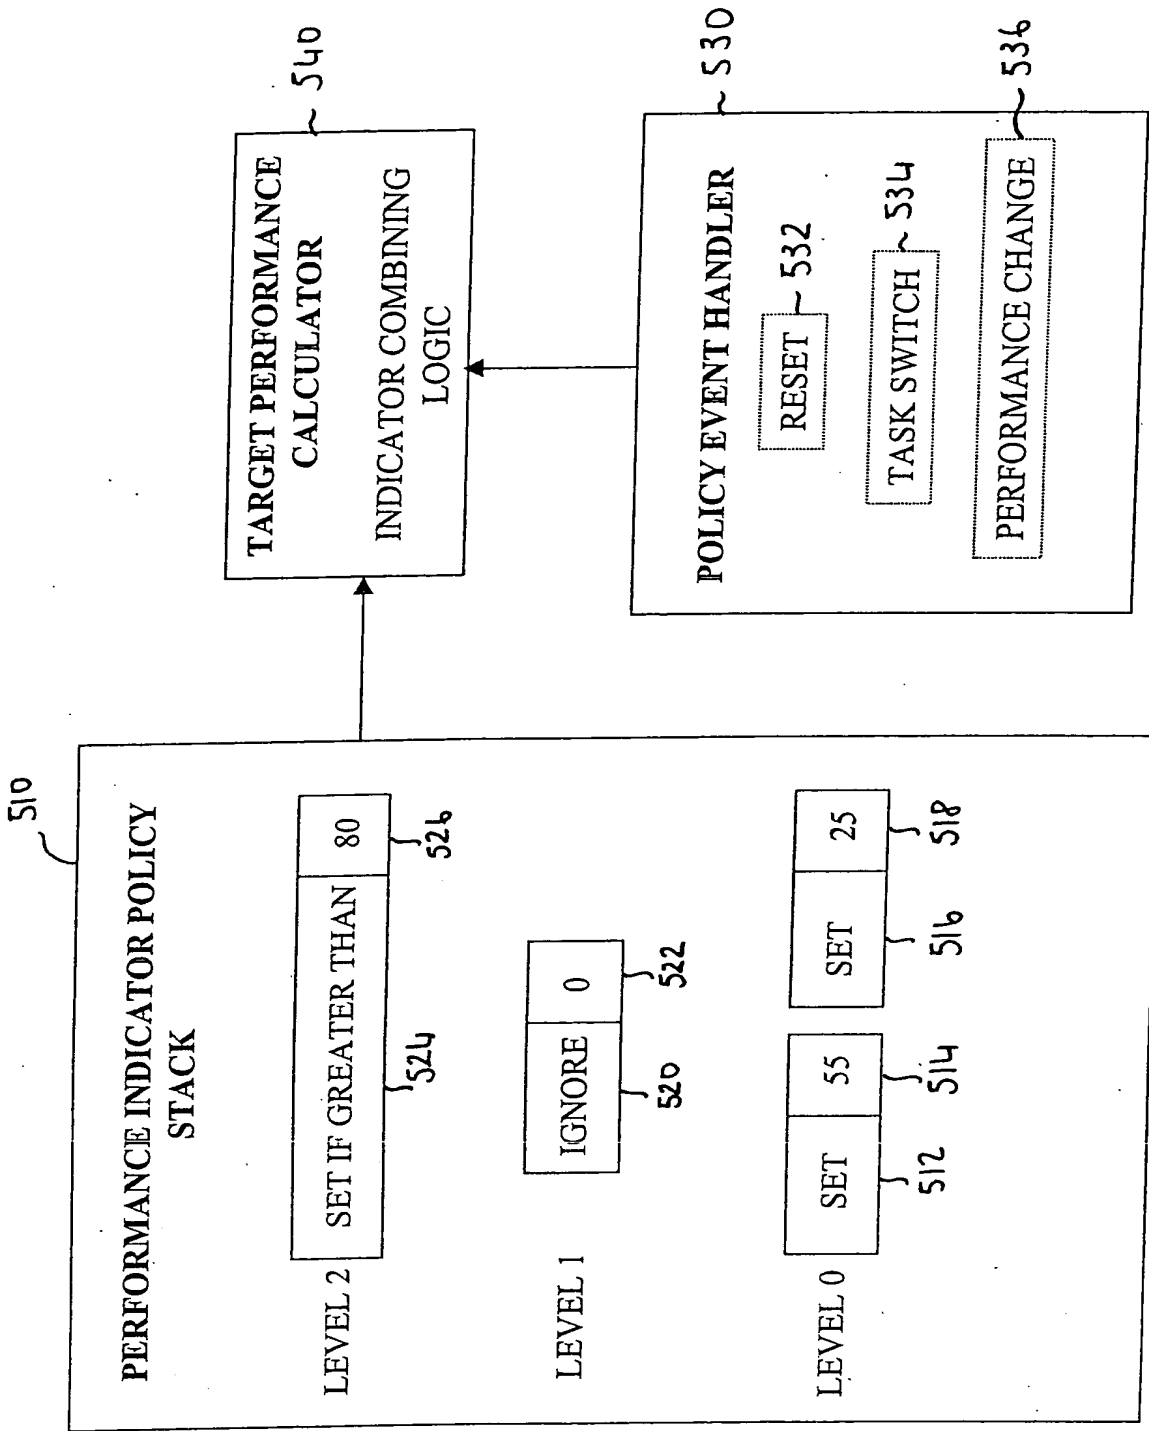 510
PERFORMANCE INDICATOR POLICY
STACK
LEVEL 2
SET IF GREATER THAN
80
524
526
LEVEL 1
IGNORE
0
520
522
LEVEL 0
SET
55
SET
25
512
514
516
518
TARGET PERFORMANCE
CALCULATOR
INDICATOR COMBINING
LOGIC
540
POLICY EVENT HANDLER
530
RESET
532
TASK SWITCH
534
PERFORMANCE CHANGE
536